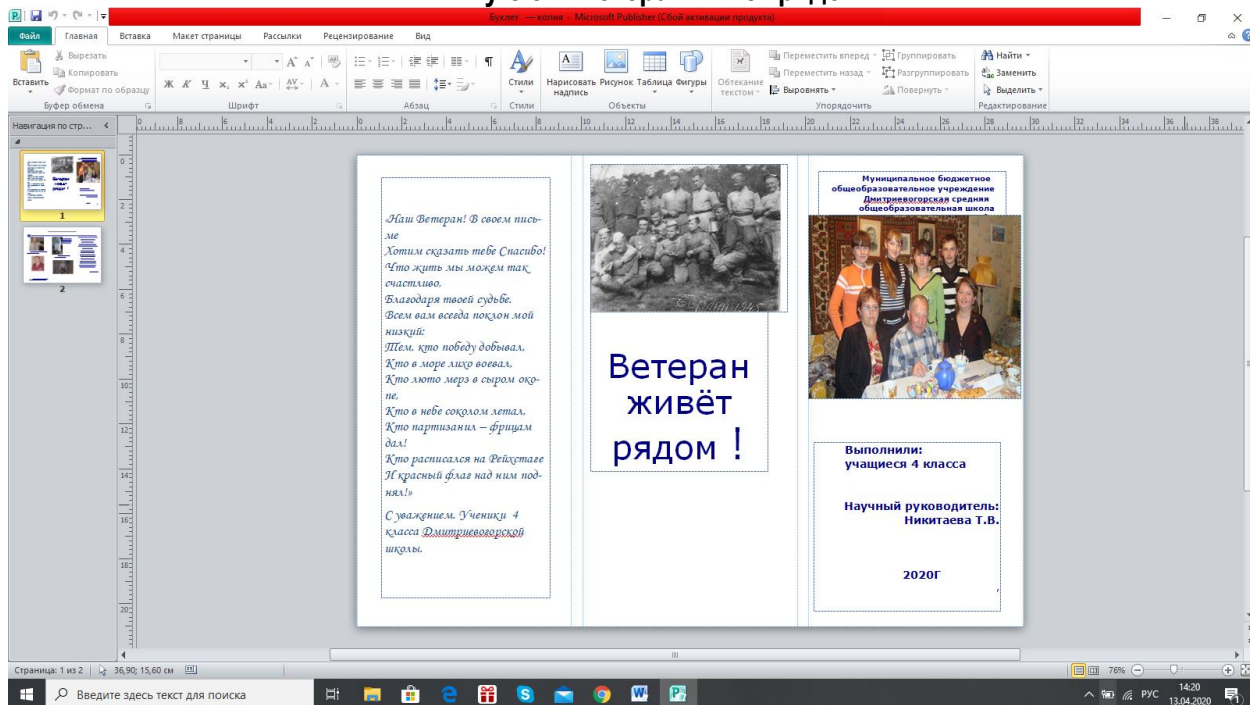 Буклет — копия - Microsoft Publisher (Сбой активации продукта)
Файл Главная Вставка Макет страницы Рассылки Рецензирование Вид
Вставить
Вырезать
Копировать
Формат по образцу
Буфер обмена
Ж К Ч
Шрифт
Абзац
Стили
Стили
Нарисовать надпись
Рисунок
Таблица
Фигуры
Объекты
Обтекание текстом
Переместить вперед
Переместить назад
Выровнять
Группировать
Разгруппировать
Повернуть
Упорядочить
Найти
Заменить
Выделить
Редактирование
Навигация по стр...
1
2
«Наш Ветеран! В своем пись-
ме
Хотим сказать тебе Спасибо!
Что жить мы можем так
счастливо,
Благодаря твоей судьбе.
Всем вам всегда поклон мой
низкий:
Тем, кто победу добывал,
Кто в море лихо воевал,
Кто люто мерз в сыром око-
пе,
Кто в небе соколом летал,
Кто партизанил – фрицам
дал!
Кто расписался на Рейхстаге
И красный флаг над ним под-
нял!»
С уважением. Ученики 4
класса Дмитриевогорской
школы.
Ветеран
живёт
рядом !
Муниципальное бюджетное
общеобразовательное учреждение
Дмитриевогорская средняя
общеобразовательная школа
Выполнили:
учащиеся 4 класса
Научный руководитель:
Никитаева Т.В.
2020Г
Страница: 1 из 2
36,90; 15,60 см
76%
Введите здесь текст для поиска
РУС
14:20
13.04.2020